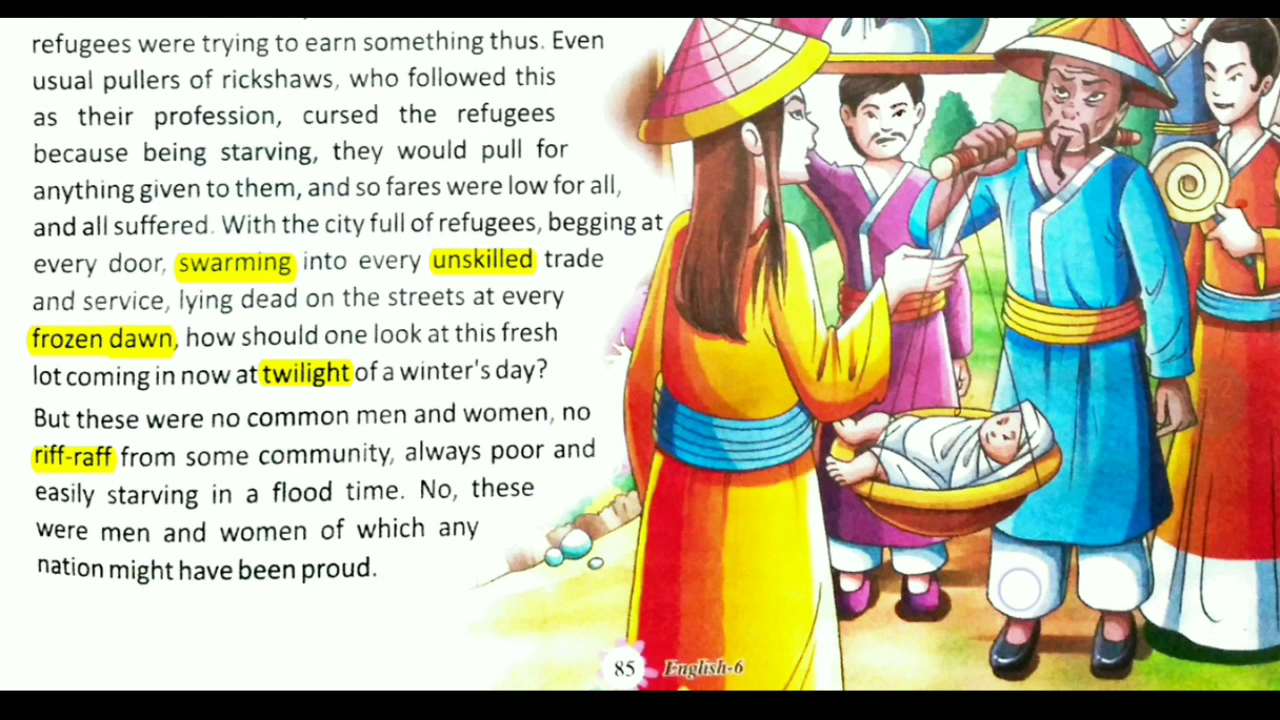 refugees were trying to earn something thus. Even
usual pullers of rickshaws, who followed this
as their profession, cursed the refugees
because being starving, they would pull for
anything given to them, and so fares were low for all,
and all suffered. With the city full of refugees, begging at
every door, swarming into every unskilled trade
and service, lying dead on the streets at every
frozen dawn, how should one look at this fresh
lot coming in now at twilight of a winter's day?
But these were no common men and women, no
riff-raff from some community, always poor and
easily starving in a flood time. No, these
were men and women of which any
nation might have been proud.
85 English-6